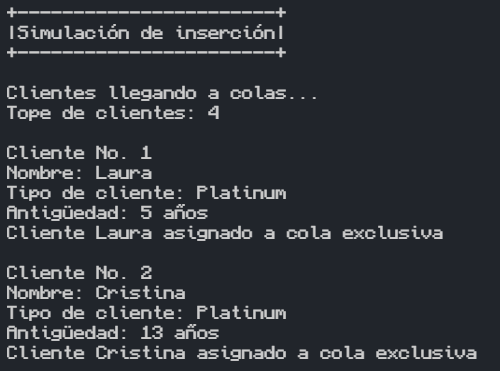 +-----------------------+
|Simulación de inserción|
+-----------------------+
Clientes llegando a colas...
Tope de clientes: 4
Cliente No. 1
Nombre: Laura
Tipo de cliente: Platinum
Antigüedad: 5 años
Cliente Laura asignado a cola exclusiva
Cliente No. 2
Nombre: Cristina
Tipo de cliente: Platinum
Antigüedad: 13 años
Cliente Cristina asignado a cola exclusiva